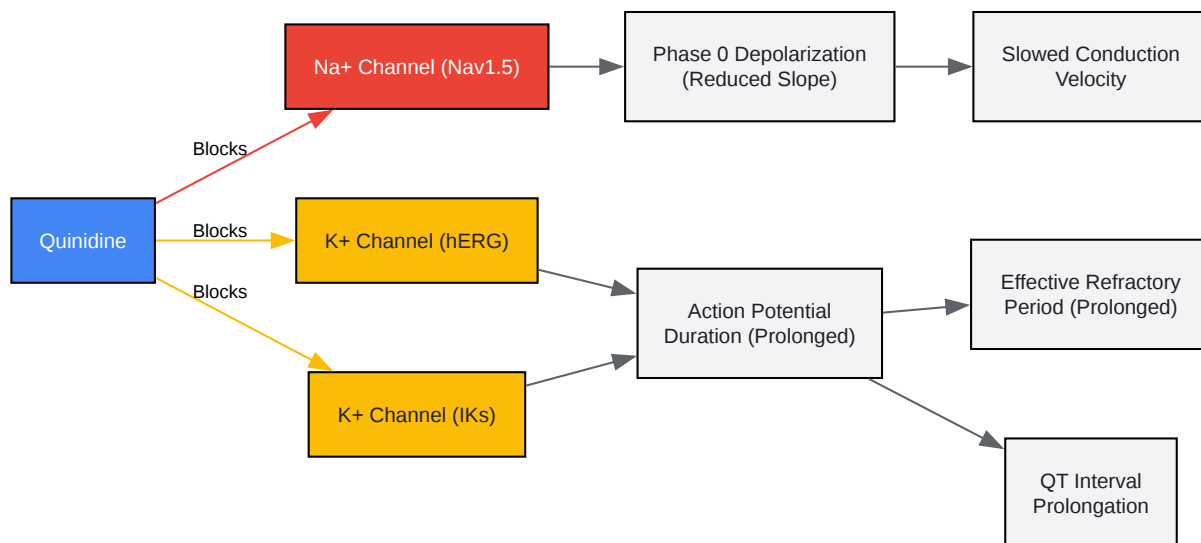 Na+ Channel (Nav1.5)
Phase 0 Depolarization
(Reduced Slope)
Slowed Conduction
Velocity
Blocks
Quinidine
Blocks
K+ Channel (hERG)
Blocks
Action Potential
Duration (Prolonged)
Effective Refractory
Period (Prolonged)
K+ Channel (IKs)
QT Interval
Prolongation